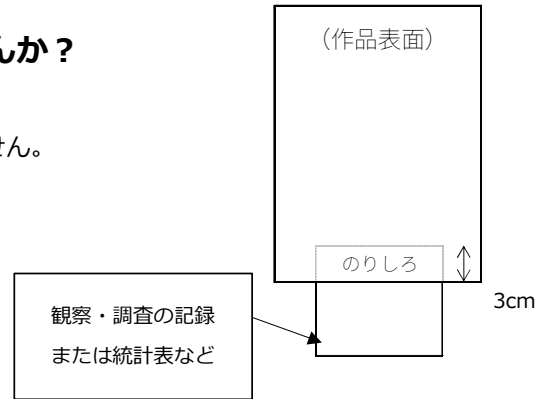 んか？
せん。
（作品表面）
のりしろ
3cm
観察・調査の記録
または統計表など